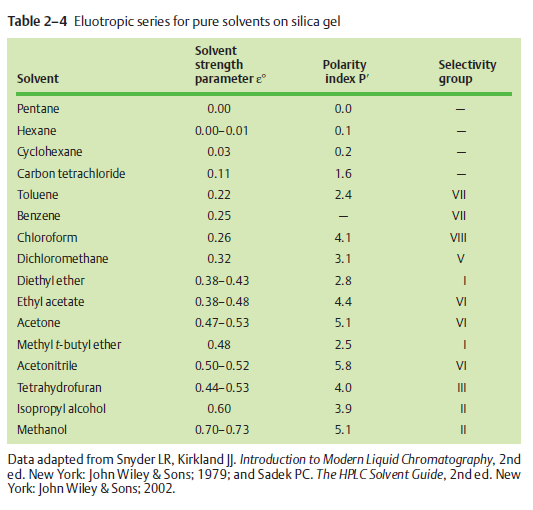 Table 2–4 Eluotropic series for pure solvents on silica gel
Solvent Solvent strength parameter ε° Polarity index P′ Selectivity group
Pentane 0.00 0.0 —
Hexane 0.00–0.01 0.1 —
Cyclohexane 0.03 0.2 —
Carbon tetrachloride 0.11 1.6 —
Toluene 0.22 2.4 VII
Benzene 0.25 — VII
Chloroform 0.26 4.1 VIII
Dichloromethane 0.32 3.1 V
Diethyl ether 0.38–0.43 2.8 I
Ethyl acetate 0.38–0.48 4.4 VI
Acetone 0.47–0.53 5.1 VI
Methyl t-butyl ether 0.48 2.5 I
Acetonitrile 0.50–0.52 5.8 VI
Tetrahydrofuran 0.44–0.53 4.0 III
Isopropyl alcohol 0.60 3.9 II
Methanol 0.70–0.73 5.1 II
Data adapted from Snyder LR, Kirkland JJ. Introduction to Modern Liquid Chromatography, 2nd
ed. New York: John Wiley & Sons; 1979; and Sadek PC. The HPLC Solvent Guide, 2nd ed. New
York: John Wiley & Sons; 2002.